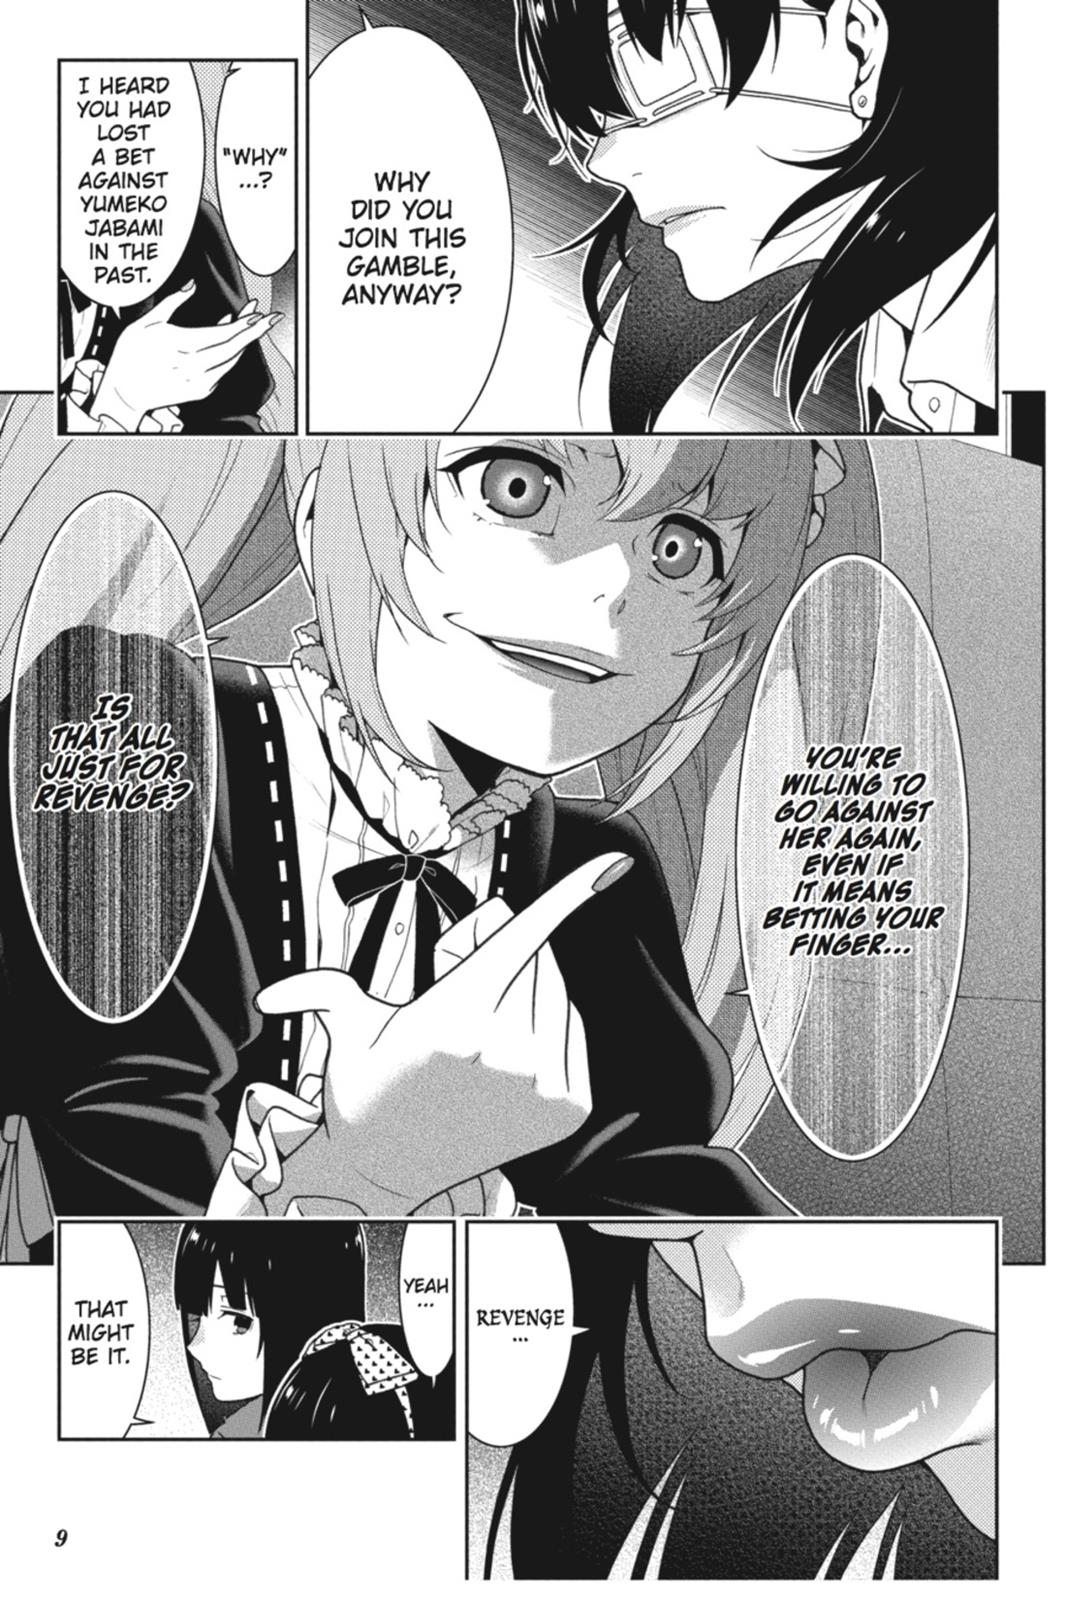 WHY
DID YOU
JOIN THIS
GAMBLE,
ANYWAY?
"WHY"
...?
I HEARD
YOU HAD
LOST
A BET
AGAINST
YUMEKO
JABAMI
IN THE
PAST.
YOU'RE
WILLING TO
GO AGAINST
HER AGAIN,
EVEN IF
IT MEANS
BETTING YOUR
FINGER...
IS
THAT ALL
JUST FOR
REVENGE?
REVENGE
...
YEAH
...
THAT
MIGHT
BE IT.
9